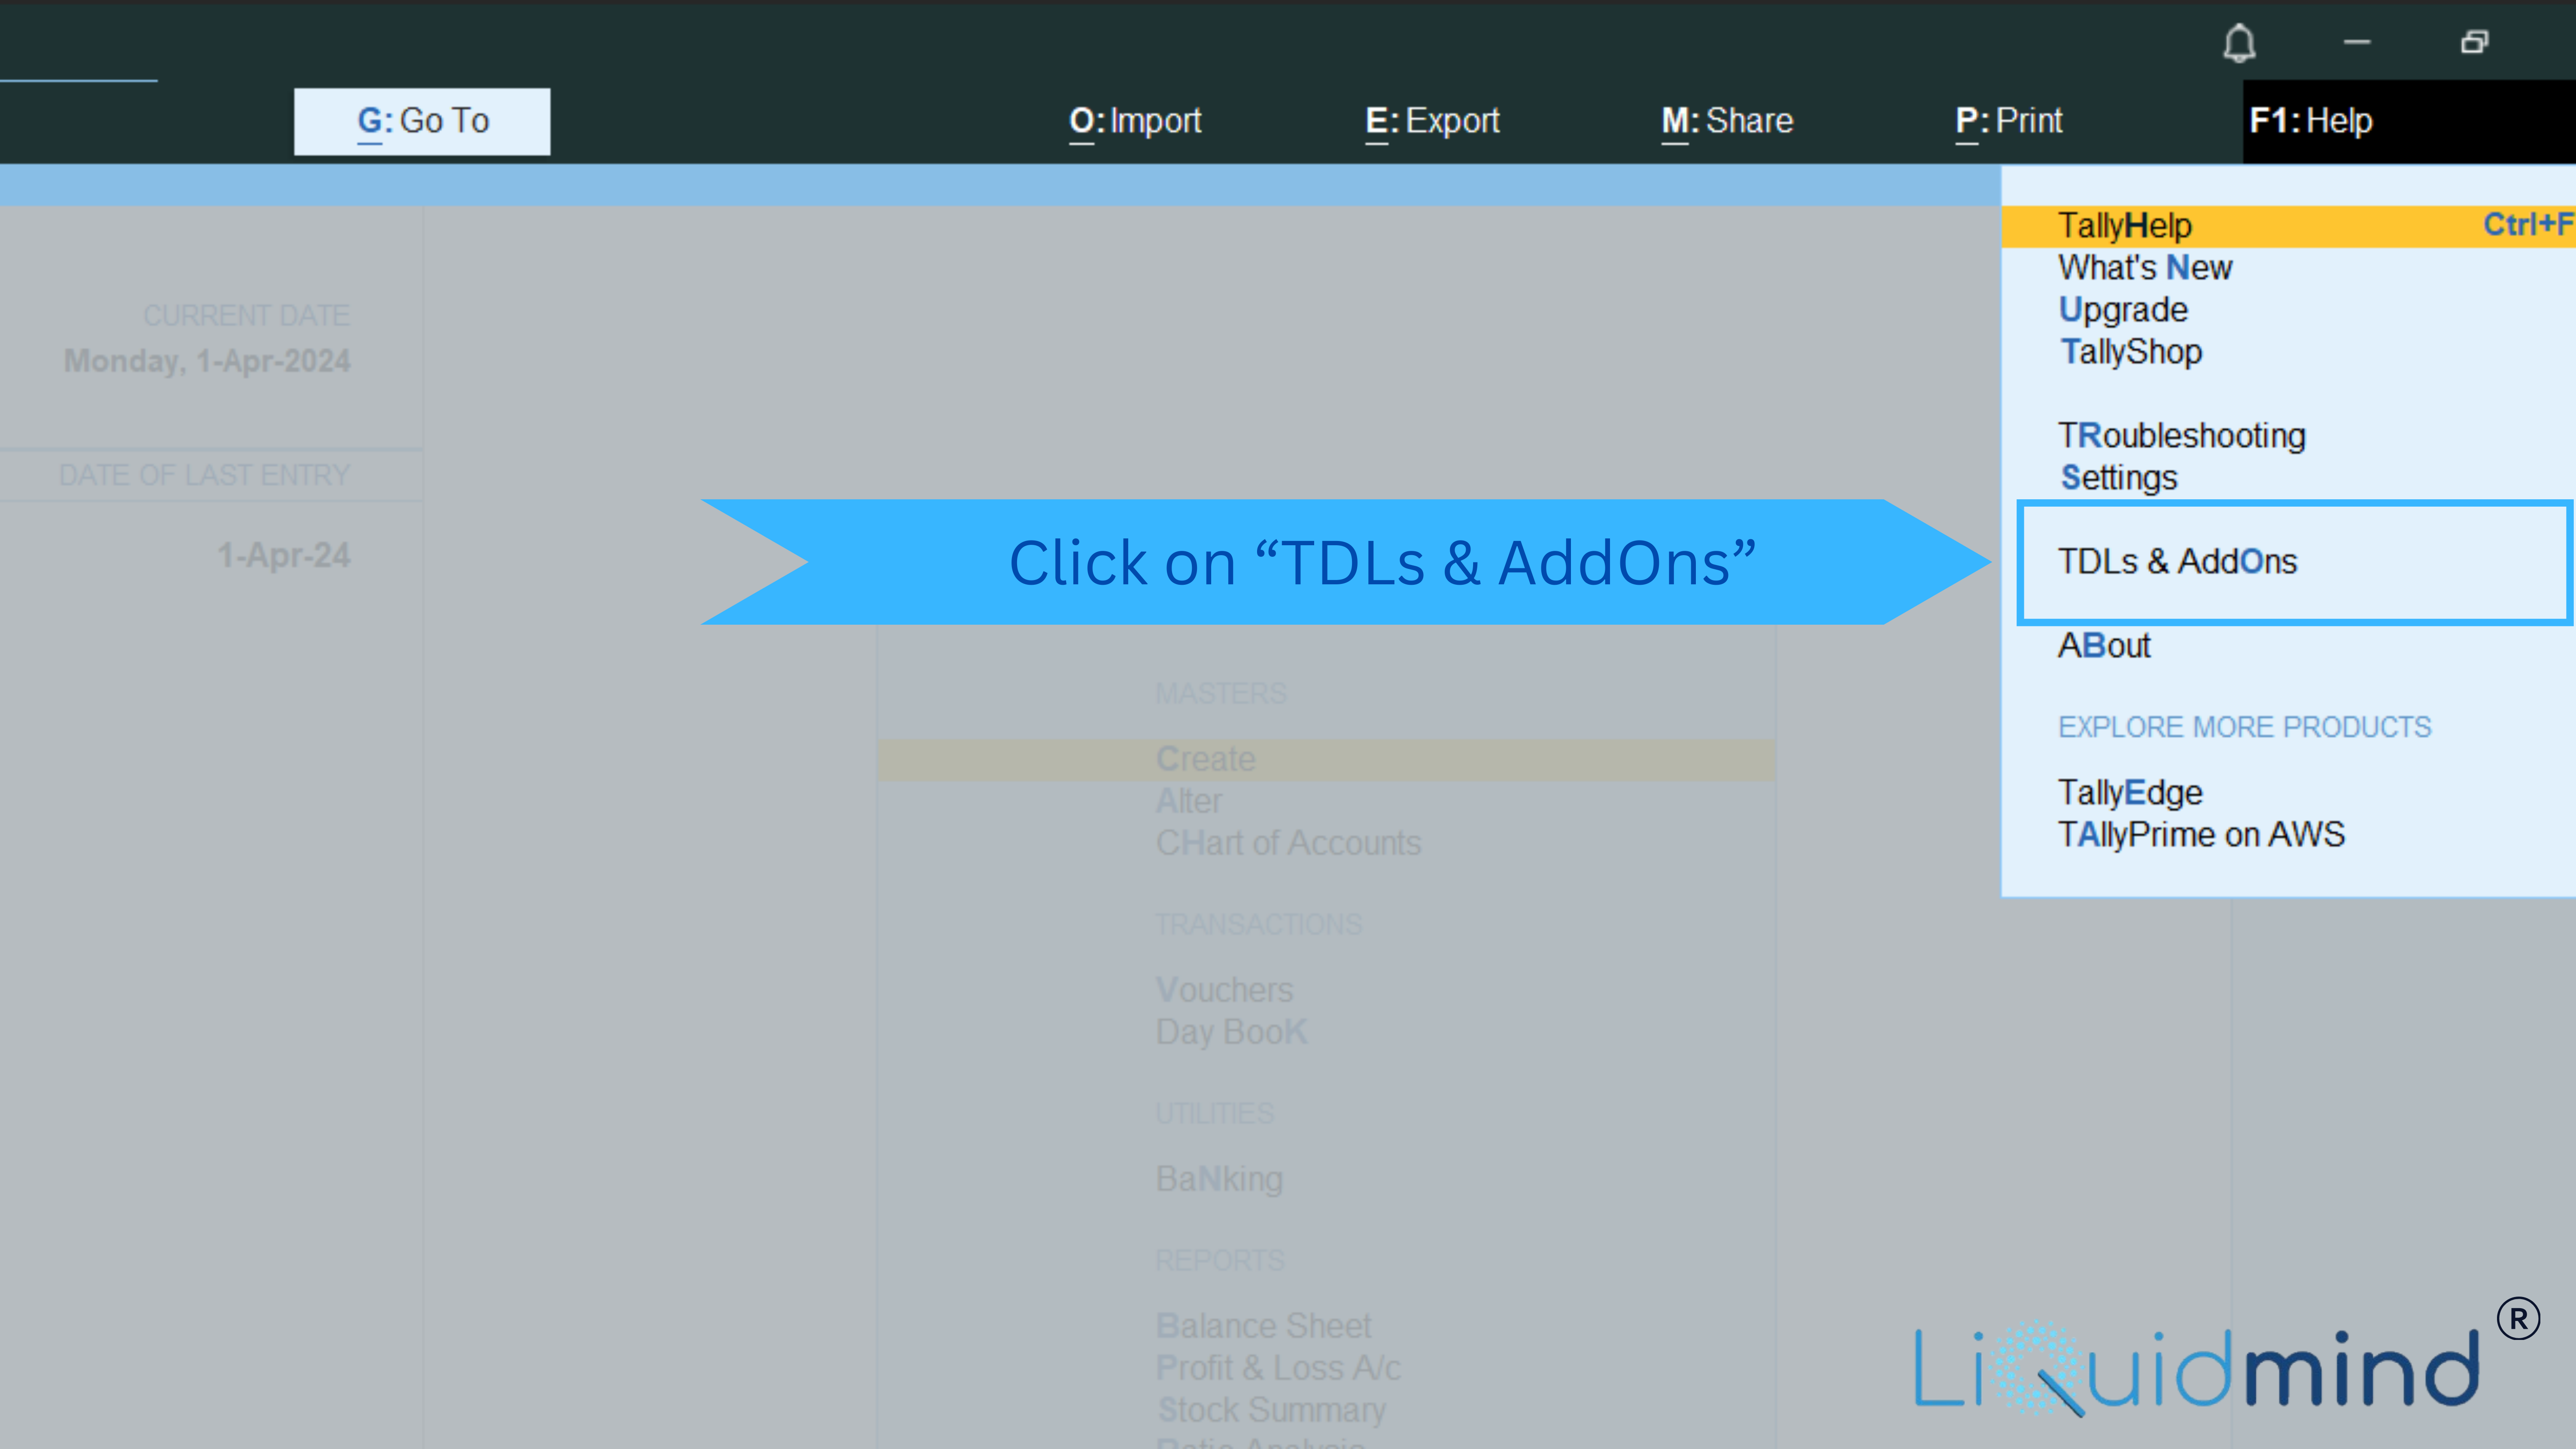 G: Go To
O: Import
E: Export
M: Share
P: Print
F1: Help
CURRENT DATE
Monday, 1-Apr-2024
DATE OF LAST ENTRY
1-Apr-24
Click on “TDLs & AddOns”
MASTERS
Create
Alter
CHart of Accounts
TRANSACTIONS
Vouchers
Day BooK
UTILITIES
BaNking
REPORTS
Balance Sheet
Profit & Loss A/c
Stock Summary
Ratio Analysis
TallyHelp Ctrl+F
What's New
Upgrade
TallyShop
TRoubleshooting
Settings
TDLs & AddOns
ABout
EXPLORE MORE PRODUCTS
TallyEdge
TAllyPrime on AWS
LiQuidmind ®